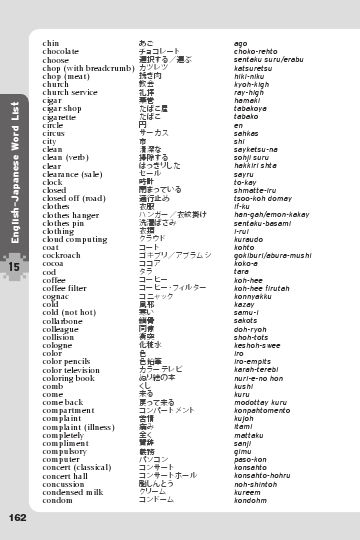 chin あご ago
chocolate チョコレート choko-rehto
choose 選択する／選ぶ sentaku suru/erabu
chop (with breadcrumb) カツレツ katsuretsu
chop (meat) 挽き肉 hiki-niku
church 教会 kyoh-kigh
church service 礼拝 ray-high
cigar 葉巻 hamaki
cigar shop たばこ屋 tabakoya
cigarette たばこ tabako
circle 円 en
circus サーカス sahkas
city 市 shi
clean 清潔な sayketsu-na
clean (verb) 掃除する sohji suru
clear はっきりした hakkiri shta
clearance (sale) セール sayru
clock 時計 to-kay
closed 閉まっている shmatte-iru
closed off (road) 通行止め tsoo-koh domay
clothes 衣服 if-ku
clothes hanger ハンガー／衣紋掛け han-gah/emon-kakay
clothes pin 洗濯ばさみ sentaku-basami
clothing 衣類 i-rui
cloud computing クラウド kuraudo
coat コート kohto
cockroach ゴキブリ／アブラムシ gokiburi/abura-mushi
cocoa ココア koko-a
cod タラ tara
coffee コーヒー koh-hee
coffee filter コーヒー・フィルター koh-hee firutah
cognac コニャック konnyakku
cold 風邪 kazay
cold (not hot) 寒い samu-i
collarbone 鎖骨 sakots
colleague 同僚 doh-ryoh
collision 衝突 shoh-tots
cologne 化粧水 keshoh-swee
color 色 iro
color pencils 色鉛筆 iro-empits
color television カラーテレビ karah-terebi
coloring book ぬり絵の本 nuri-e-no hon
comb くし kushi
come 来る kuru
come back 戻って来る modottay kuru
compartment コンパートメント konpahtomento
complaint 苦情 kujoh
complaint (illness) 痛み itami
completely 全く mattaku
compliment 賛辞 sanji
compulsory 義務 gimu
computer パソコン paso-kon
concert (classical) コンサート konsahto
concert hall コンサートホール konsahto-hohru
concussion 脳しんとう noh-shintoh
condensed milk クリーム kureem
condom コンドーム kondohm
English-Japanese Word List
15
162